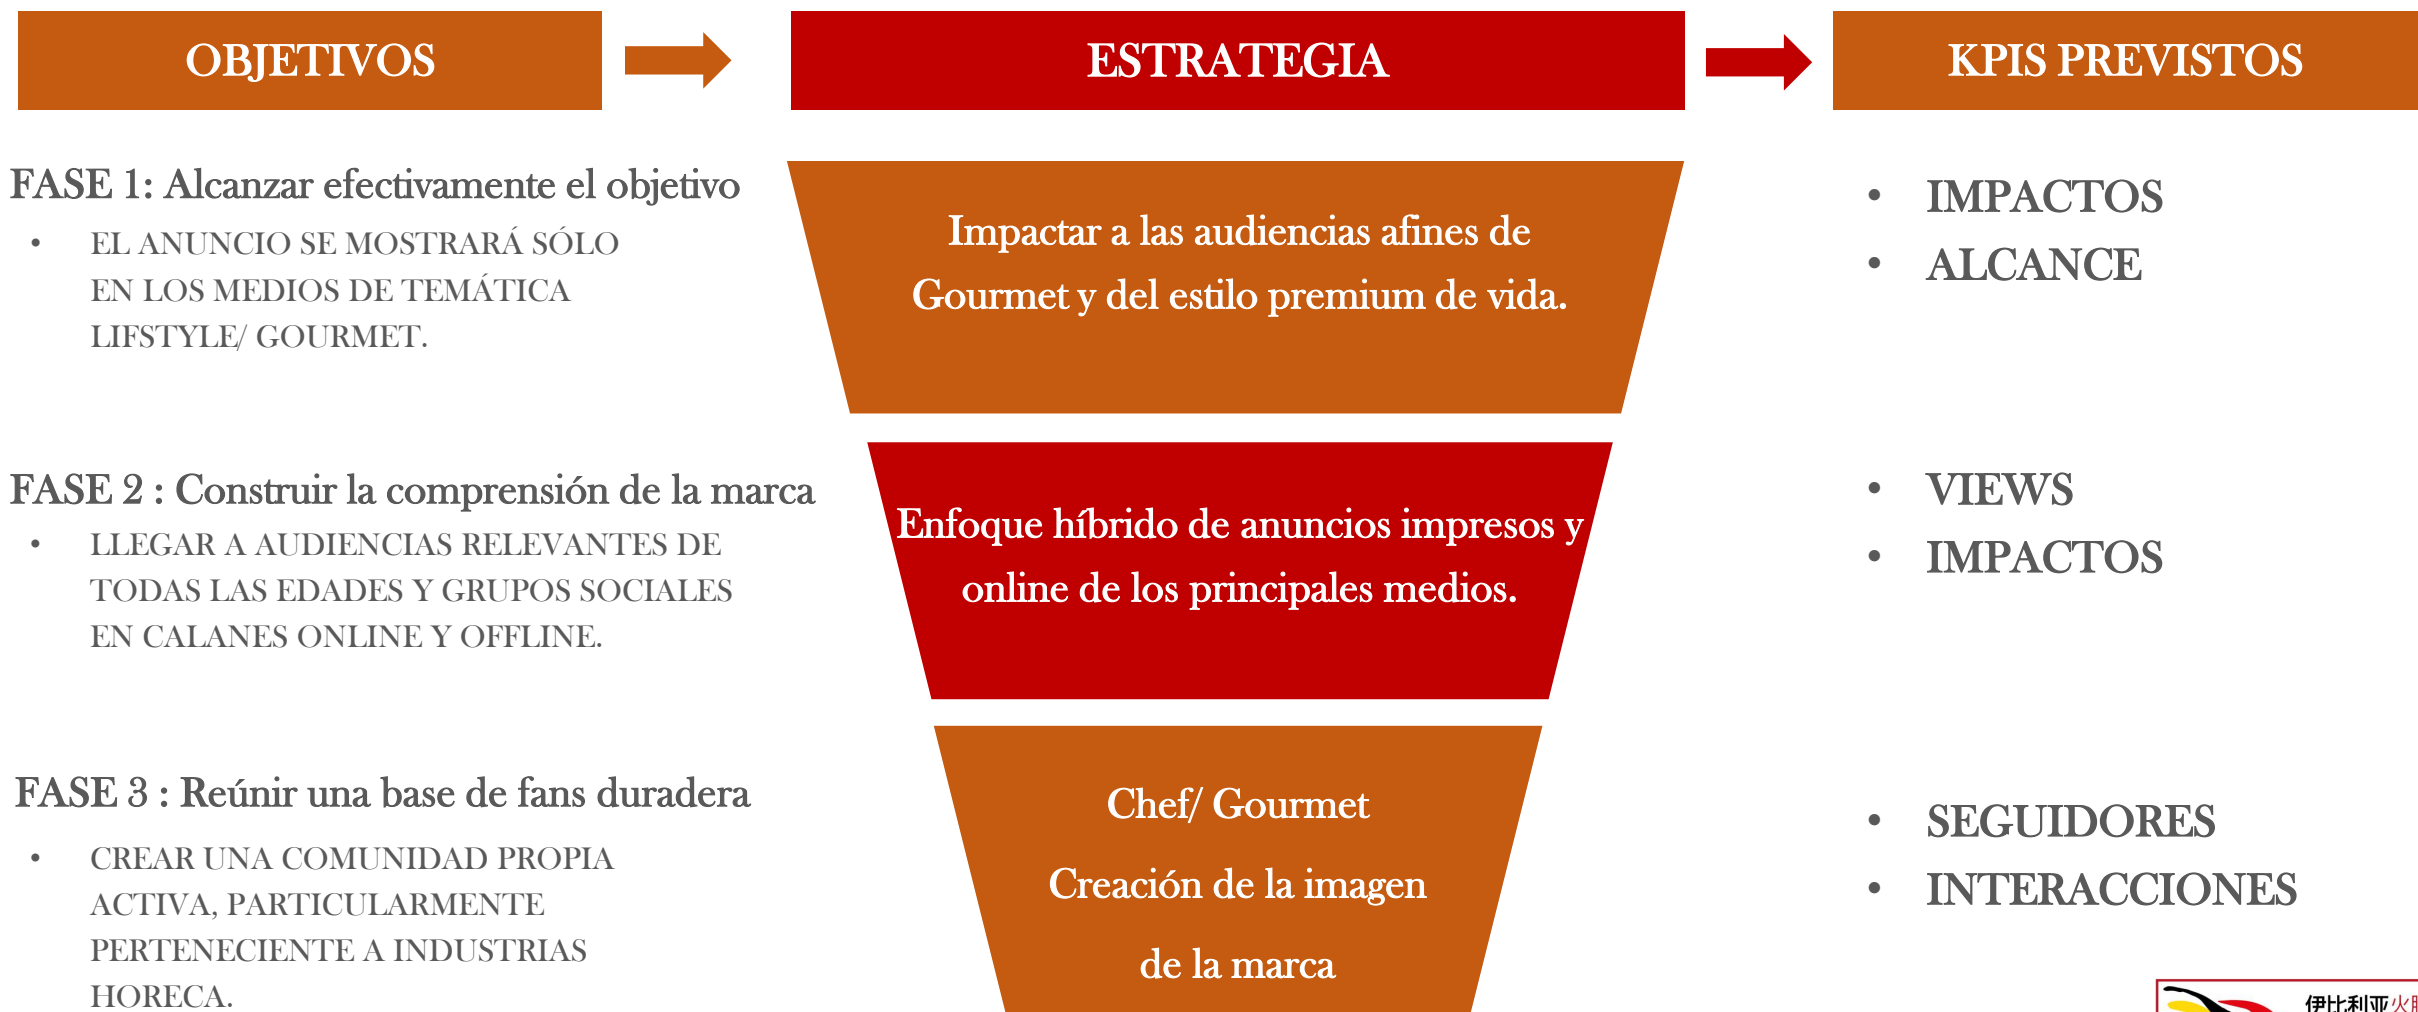 OBJETIVOS
ESTRATEGIA
KPIS PREVISTOS
FASE 1: Alcanzar efectivamente el objetivo
• EL ANUNCIO SE MOSTRARÁ SÓLO
EN LOS MEDIOS DE TEMÁTICA
LIFSTYLE/ GOURMET.
Impactar a las audiencias afines de
Gourmet y del estilo premium de vida.
• IMPACTOS
• ALCANCE
FASE 2 : Construir la comprensión de la marca
• LLEGAR A AUDIENCIAS RELEVANTES DE
TODAS LAS EDADES Y GRUPOS SOCIALES
EN CALANES ONLINE Y OFFLINE.
Enfoque híbrido de anuncios impresos y
online de los principales medios.
• VIEWS
• IMPACTOS
FASE 3 : Reúnir una base de fans duradera
• CREAR UNA COMUNIDAD PROPIA
ACTIVA, PARTICULARMENTE
PERTENECIENTE A INDUSTRIAS
HORECA.
Chef/ Gourmet
Creación de la imagen
de la marca
• SEGUIDORES
• INTERACCIONES
伊比利亚火